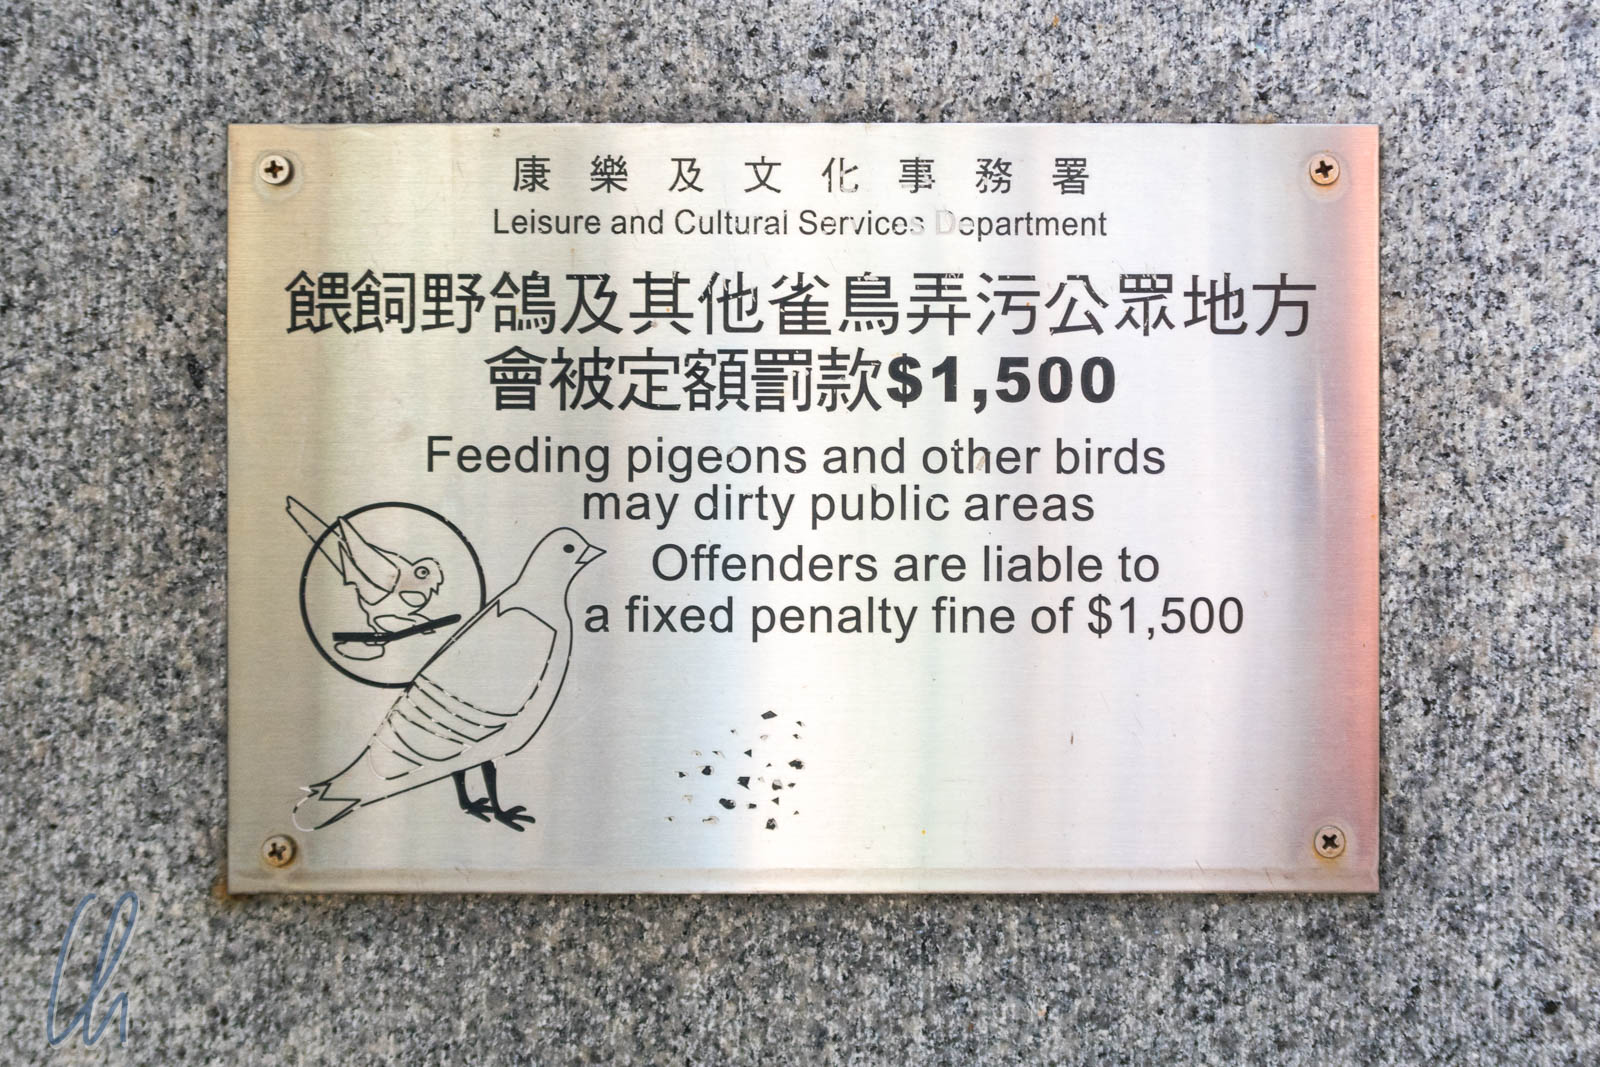 康樂及文化事務署
Leisure and Cultural Services Department
餵飼野鴿及其他雀鳥弄污公眾地方
會被定額罰款$1,500
Feeding pigeons and other birds
may dirty public areas
Offenders are liable to
a fixed penalty fine of $1,500